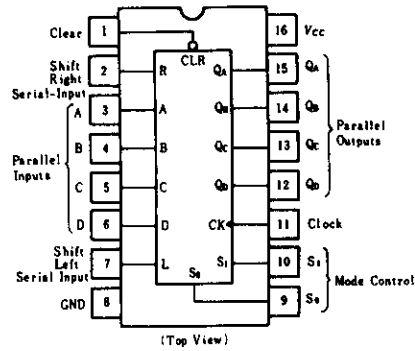 Clear 1 16 VCC
CLR
Shift Right Serial-Input 2 R QA 15 QA
A 3 A QB 14 QB
B 4 B QC 13 QC
C 5 C QD 12 QD
D 6 D CK 11 Clock
Shift Left Serial Input 7 L S1 10 S1
GND 8 S0 9 S0
Parallel Inputs
Parallel Outputs
Mode Control
(Top View)